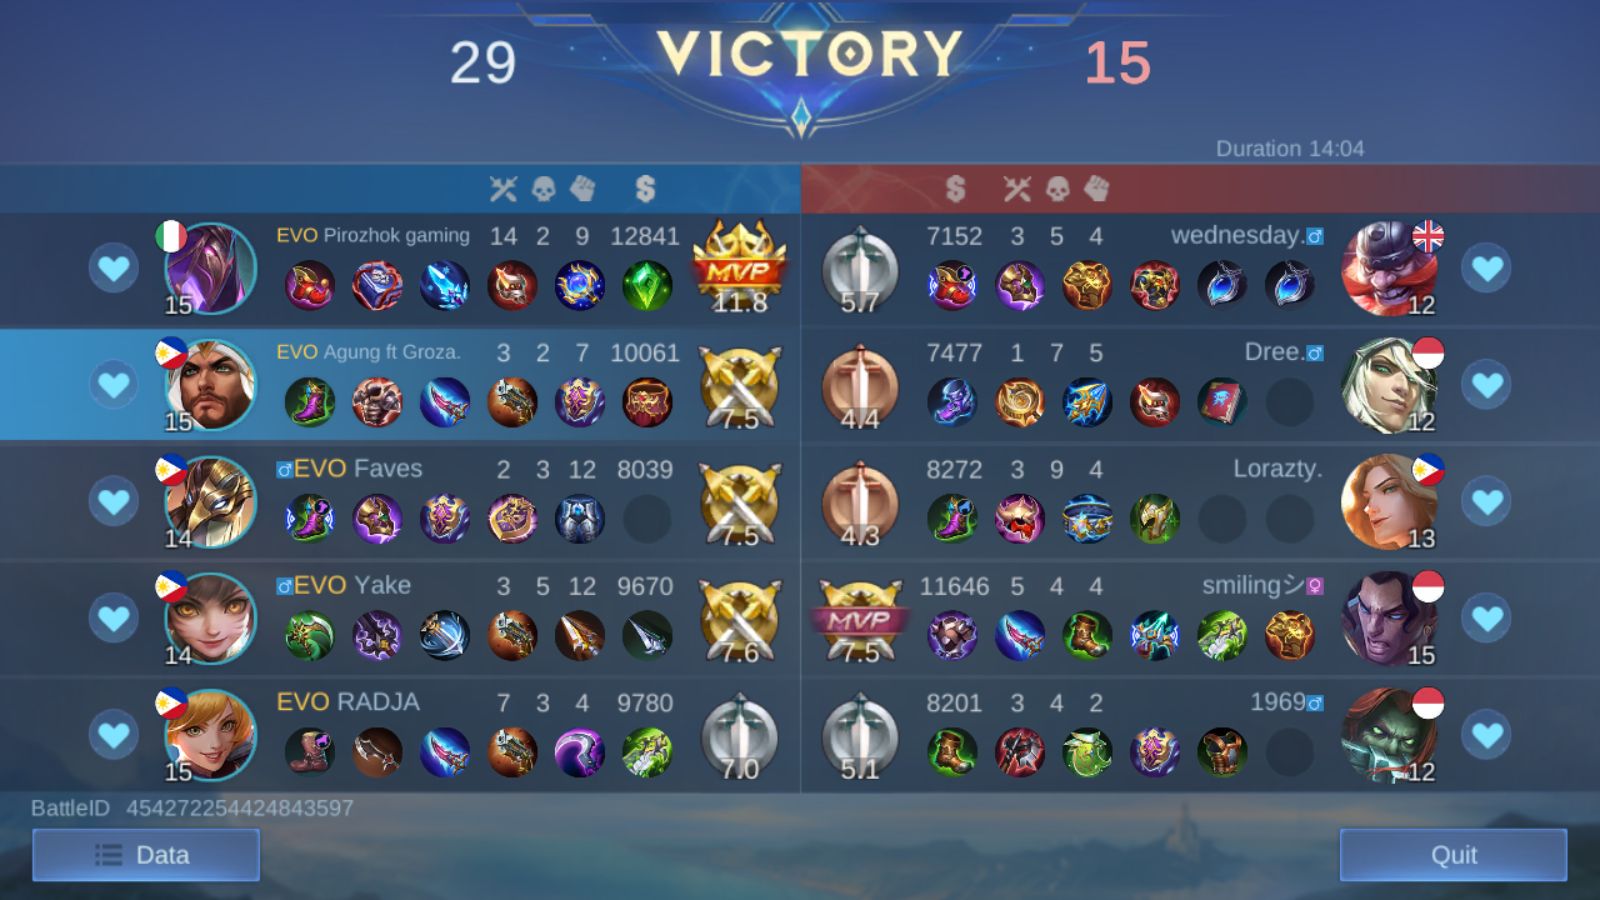 29 VICTORY 15
Duration 14:04
EVO Pirozhok gaming 14 2 9 12841 MVP 11.8 15
5.7 7152 3 5 4 wednesday. 12
EVO Agung ft Groza. 3 2 7 10061 7.5 15
4.4 7477 1 7 5 Dree. 12
EVO Faves 2 3 12 8039 7.5 14
4.3 8272 3 9 4 Lorazty. 13
EVO Yake 3 5 12 9670 7.6 14
MVP 7.5 11646 5 4 4 smilingシ 15
EVO RADJA 7 3 4 9780 7.0 15
5.1 8201 3 4 2 1969 12
BattleID 454272254424843597
Data
Quit